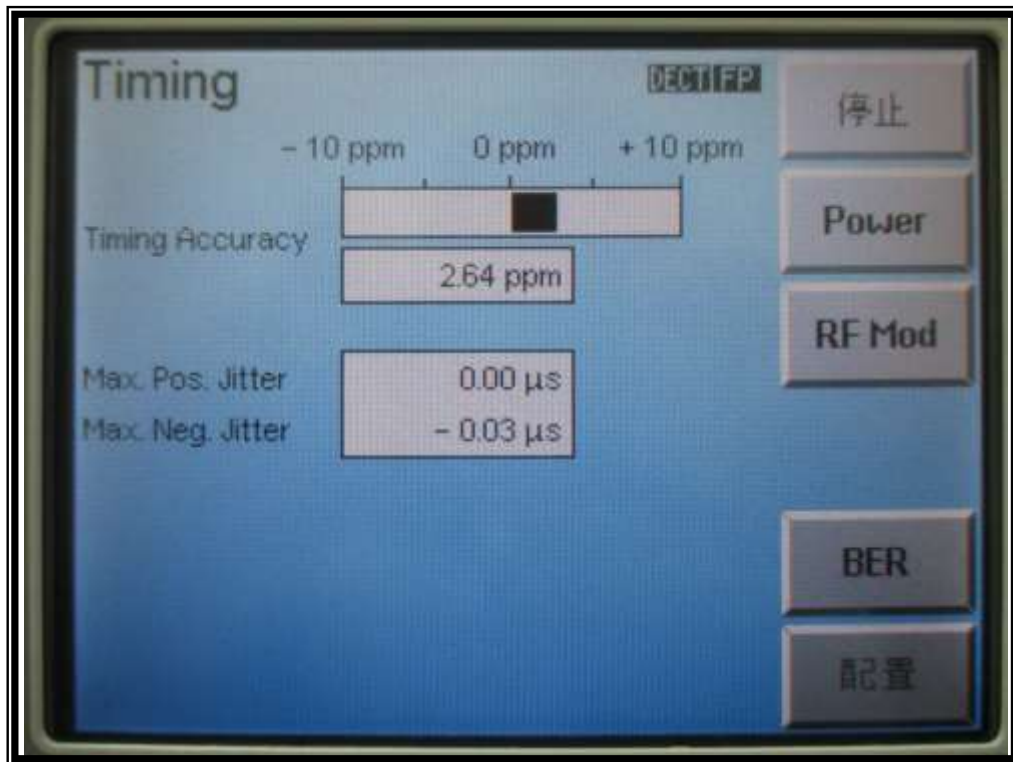 Timing
DECT FP
停止
– 10 ppm 0 ppm + 10 ppm
Power
Timing Accuracy
2.64 ppm
RF Mod
Max. Pos. Jitter 0.00 µs
Max. Neg. Jitter – 0.03 µs
BER
配置